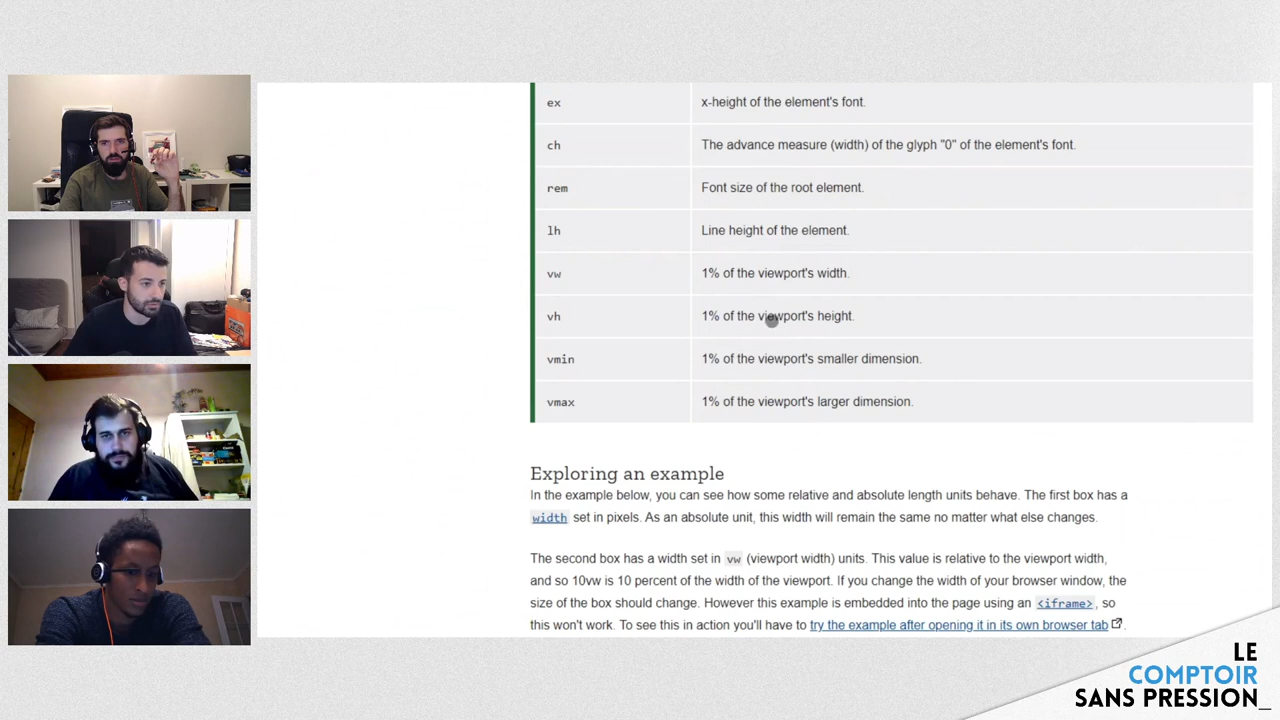 ex x-height of the element's font.
ch The advance measure (width) of the glyph "0" of the element's font.
rem Font size of the root element.
lh Line height of the element.
vw 1% of the viewport's width.
vh 1% of the viewport's height.
vmin 1% of the viewport's smaller dimension.
vmax 1% of the viewport's larger dimension.
Exploring an example
In the example below, you can see how some relative and absolute length units behave. The first box has a
width set in pixels. As an absolute unit, this width will remain the same no matter what else changes.
The second box has a width set in vw (viewport width) units. This value is relative to the viewport width,
and so 10vw is 10 percent of the width of the viewport. If you change the width of your browser window, the
size of the box should change. However this example is embedded into the page using an <iframe>, so
this won't work. To see this in action you'll have to try the example after opening it in its own browser tab.
LE
COMPTOIR
SANS PRESSION_